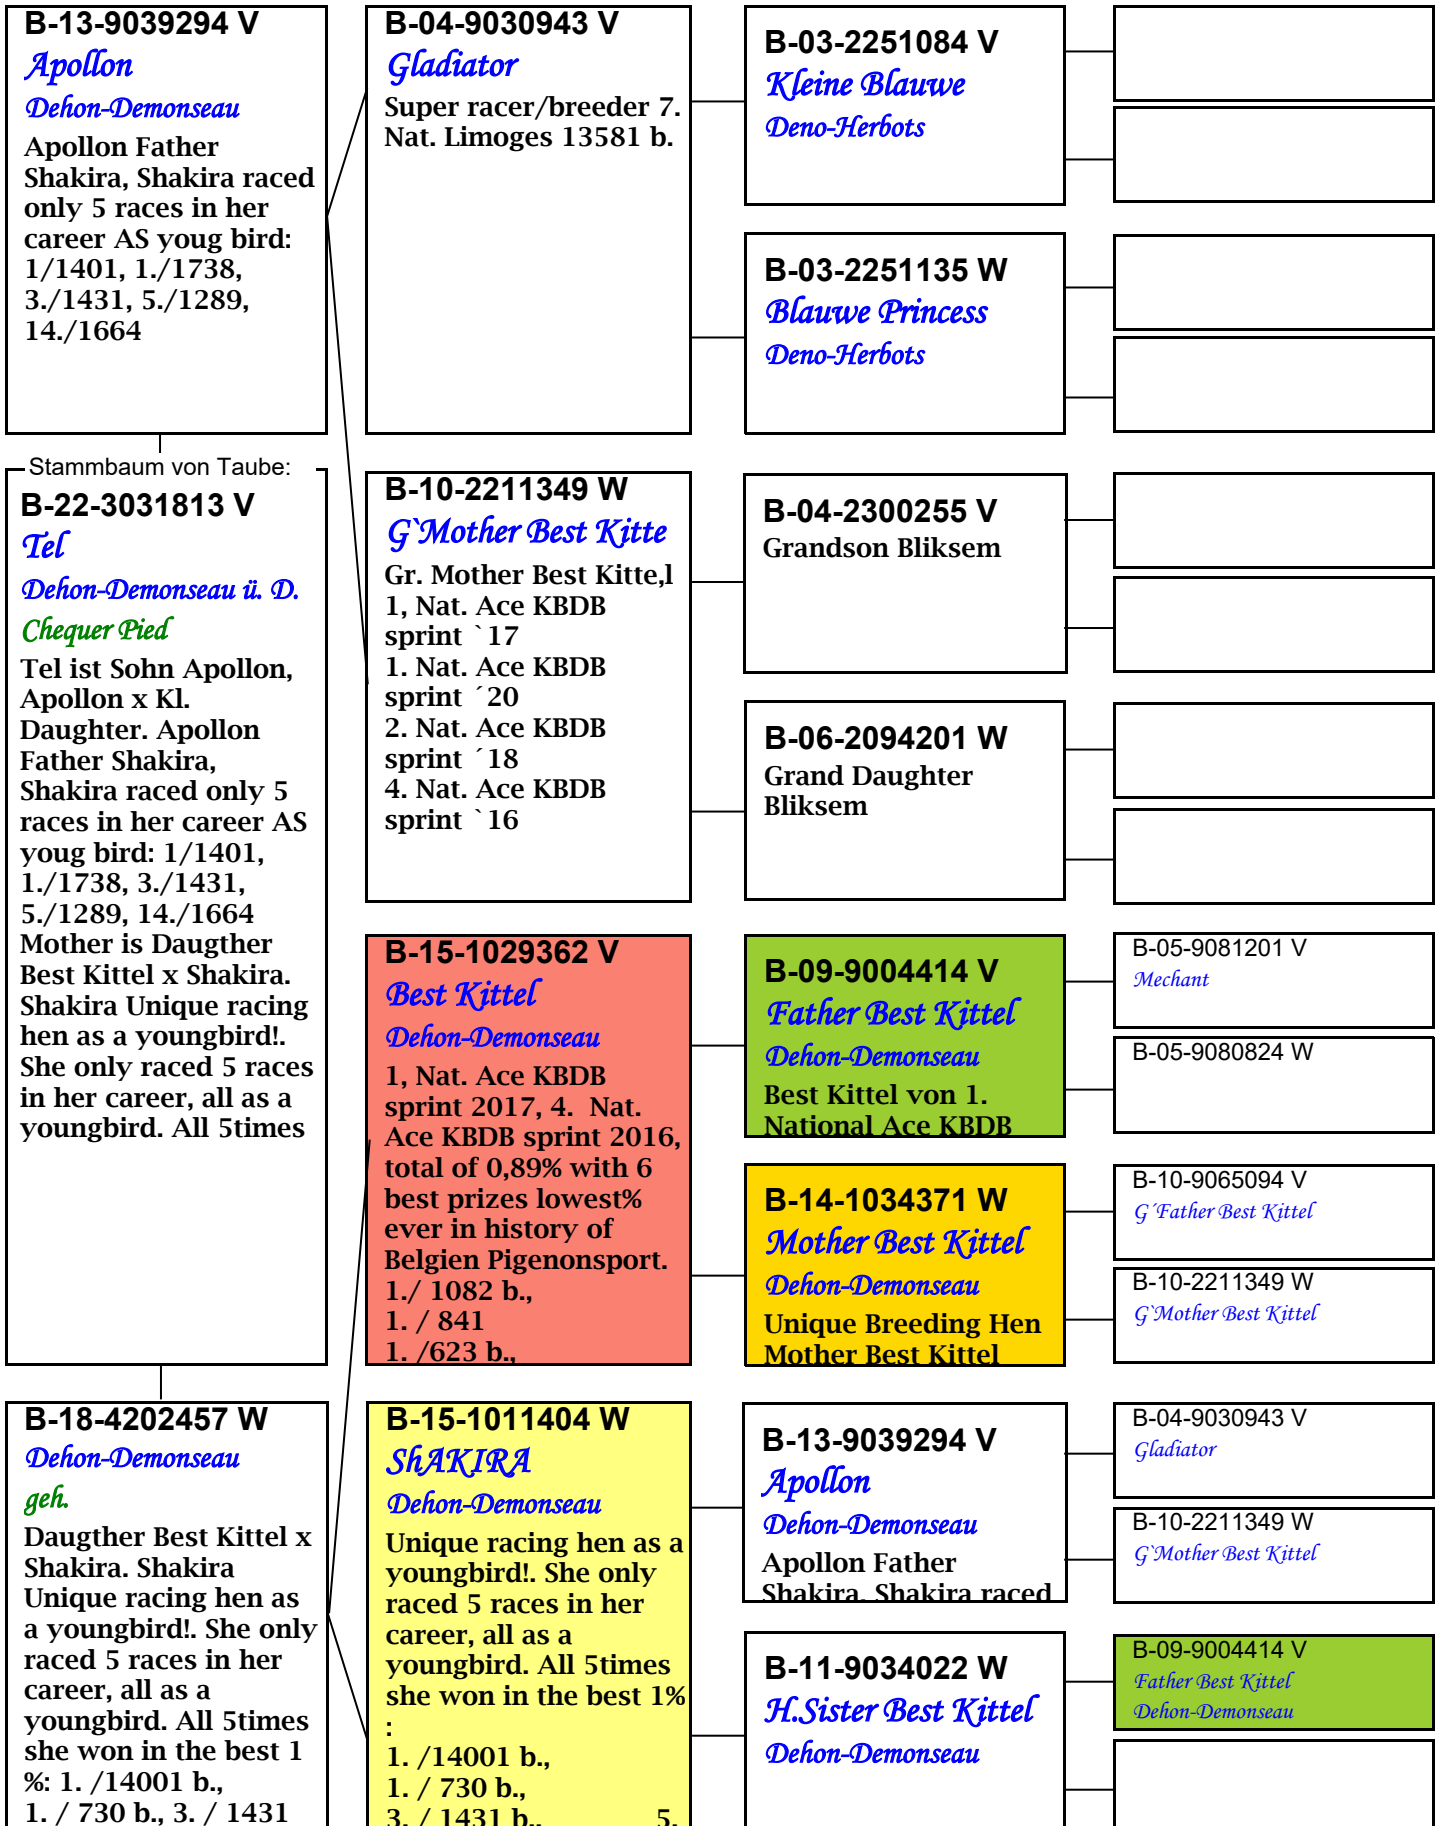 B-13-9039294 V
Apollon
Dehon-Demonseau
Apollon Father
Shakira, Shakira raced
only 5 races in her
career AS youg bird:
1/1401, 1./1738,
3./1431, 5./1289,
14./1664
Stammbaum von Taube:
B-22-3031813 V
Tel
Dehon-Demonseau ü. D.
Chequer Pied
Tel ist Sohn Apollon,
Apollon x Kl.
Daughter. Apollon
Father Shakira,
Shakira raced only 5
races in her career AS
youg bird: 1/1401,
1./1738, 3./1431,
5./1289, 14./1664
Mother is Daugther
Best Kittel x Shakira.
Shakira Unique racing
hen as a youngbird!.
She only raced 5 races
in her career, all as a
youngbird. All 5times
B-18-4202457 W
Dehon-Demonseau
geh.
Daugther Best Kittel x
Shakira. Shakira
Unique racing hen as
a youngbird!. She only
raced 5 races in her
career, all as a
youngbird. All 5times
she won in the best 1
%: 1. /14001 b.,
1. / 730 b., 3. / 1431
B-04-9030943 V
Gladiator
Super racer/breeder 7.
Nat. Limoges 13581 b.
B-10-2211349 W
G`Mother Best Kitte
Gr. Mother Best Kitte,l
1, Nat. Ace KBDB
sprint `17
1. Nat. Ace KBDB
sprint ´20
2. Nat. Ace KBDB
sprint ´18
4. Nat. Ace KBDB
sprint `16
B-15-1029362 V
Best Kittel
Dehon-Demonseau
1, Nat. Ace KBDB
sprint 2017, 4.  Nat.
Ace KBDB sprint 2016,
total of 0,89% with 6
best prizes lowest%
ever in history of
Belgien Pigenonsport.
1./ 1082 b.,
1. / 841
1. /623 b.,
B-15-1011404 W
ShAKIRA
Dehon-Demonseau
Unique racing hen as a
youngbird!. She only
raced 5 races in her
career, all as a
youngbird. All 5times
she won in the best 1%
:
1. /14001 b.,
1. / 730 b.,
3. / 1431 b., 5.
B-03-2251084 V
Kleine Blauwe
Deno-Herbots
B-03-2251135 W
Blauwe Princess
Deno-Herbots
B-04-2300255 V
Grandson Bliksem
B-06-2094201 W
Grand Daughter
Bliksem
B-09-9004414 V
Father Best Kittel
Dehon-Demonseau
Best Kittel von 1.
National Ace KBDB
B-14-1034371 W
Mother Best Kittel
Dehon-Demonseau
Unique Breeding Hen
Mother Best Kittel
B-13-9039294 V
Apollon
Dehon-Demonseau
Apollon Father
Shakira, Shakira raced
B-11-9034022 W
H.Sister Best Kittel
Dehon-Demonseau
B-05-9081201 V
Mechant
B-05-9080824 W
B-10-9065094 V
G´Father Best Kittel
B-10-2211349 W
G`Mother Best Kittel
B-04-9030943 V
Gladiator
B-10-2211349 W
G`Mother Best Kittel
B-09-9004414 V
Father Best Kittel
Dehon-Demonseau